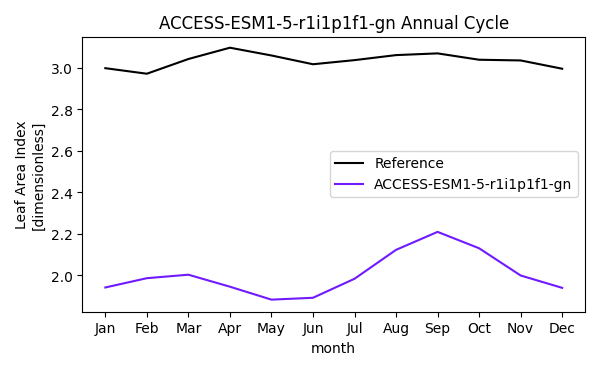 ACCESS-ESM1-5-r1i1p1f1-gn Annual Cycle
Leaf Area Index
[dimensionless]
3.0
2.8
2.6
2.4
2.2
2.0
Reference
ACCESS-ESM1-5-r1i1p1f1-gn
Jan Feb Mar Apr May Jun Jul Aug Sep Oct Nov Dec
month